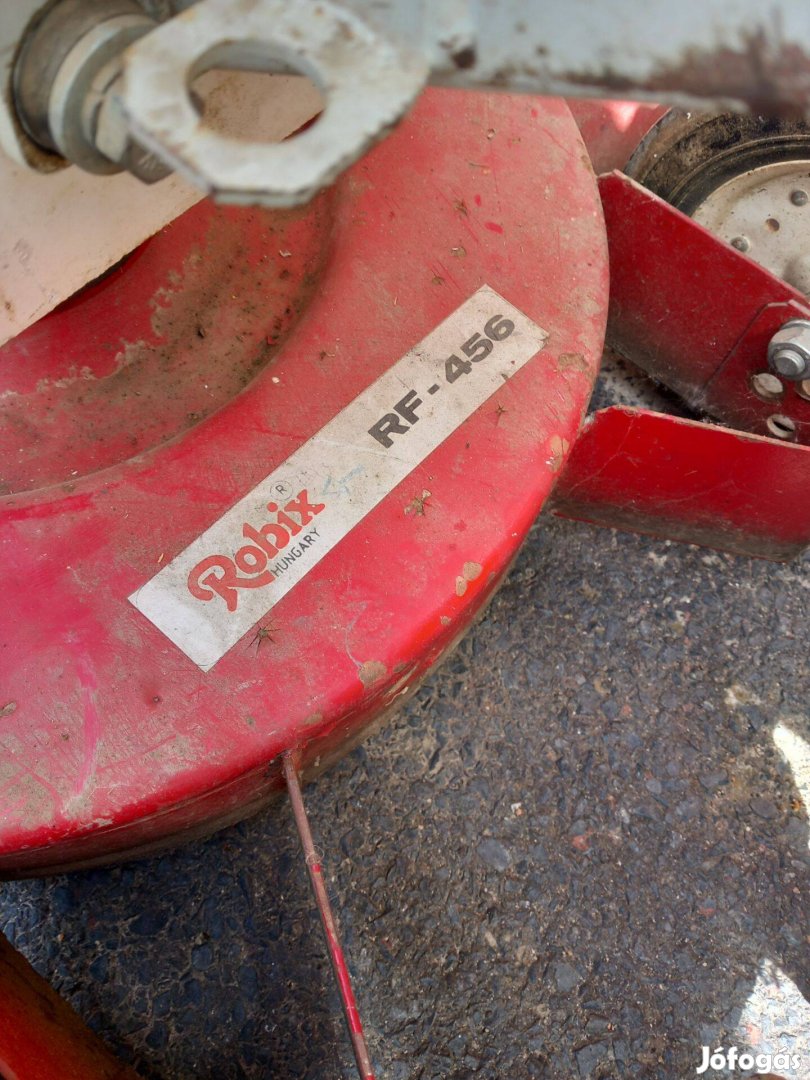 Robix ®
HUNGARY
RF-456
Jófogás